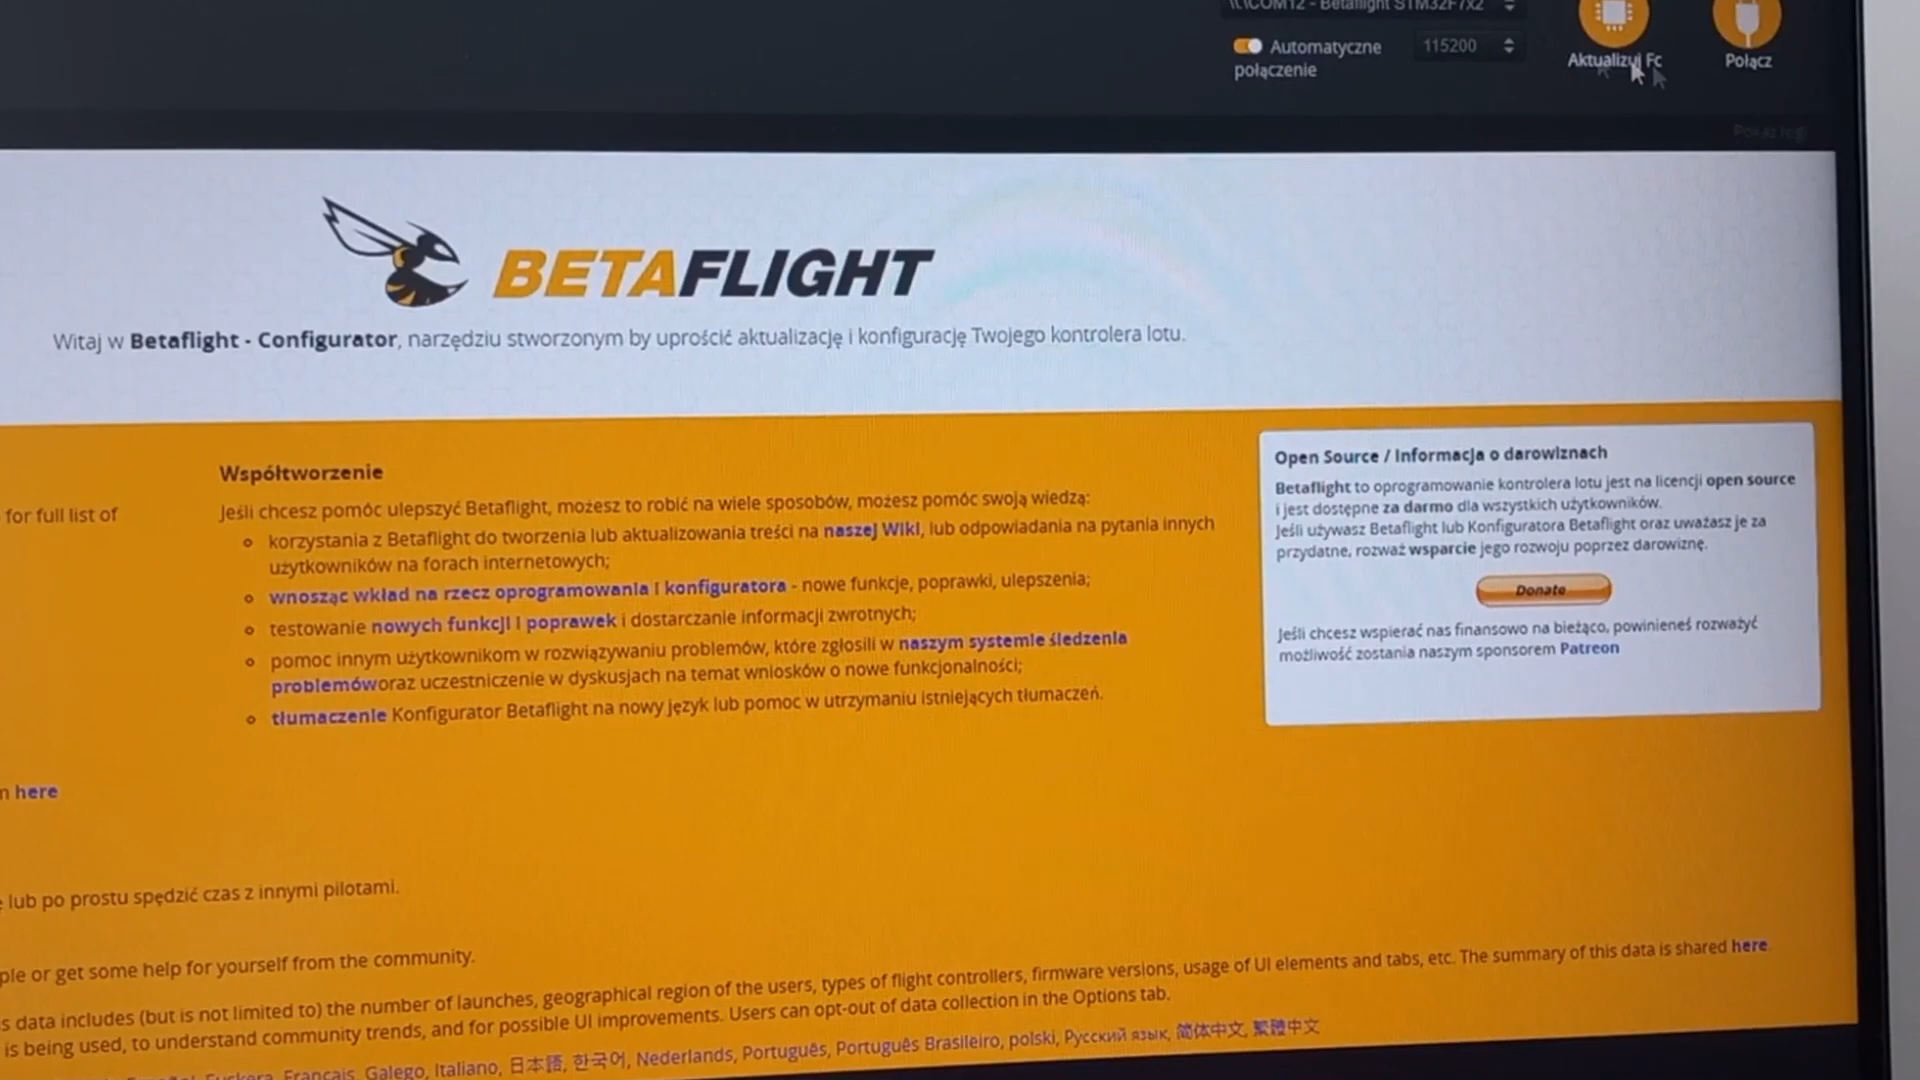 \\COM12 - Betaflight STM32F7x2
Automatyczne połączenie
115200
Aktualizuj Fc
Połącz
Pokaż logi
BETAFLIGHT
Witaj w Betaflight - Configurator, narzędziu stworzonym by uprościć aktualizację i konfigurację Twojego kontrolera lotu.
for full list of
here
lub po prostu spędzić czas z innymi pilotami.
Współtworzenie
Jeśli chcesz pomóc ulepszyć Betaflight, możesz to robić na wiele sposobów, możesz pomóc swoją wiedzą:
korzystania z Betaflight do tworzenia lub aktualizowania treści na naszej Wiki, lub odpowiadania na pytania innych
użytkowników na forach internetowych;
wnosząc wkład na rzecz oprogramowania i konfiguratora - nowe funkcje, poprawki, ulepszenia;
testowanie nowych funkcji i poprawek i dostarczanie informacji zwrotnych;
pomoc innym użytkownikom w rozwiązywaniu problemów, które zgłosili w naszym systemie śledzenia
problemóworaz uczestniczenie w dyskusjach na temat wniosków o nowe funkcjonalności;
tłumaczenie Konfigurator Betaflight na nowy język lub pomoc w utrzymaniu istniejących tłumaczeń.
Open Source / Informacja o darowiznach
Betaflight to oprogramowanie kontrolera lotu jest na licencji open source
i jest dostępne za darmo dla wszystkich użytkowników.
Jeśli używasz Betaflight lub Konfiguratora Betaflight oraz uważasz je za
przydatne, rozważ wsparcie jego rozwoju poprzez darowiznę.
Donate
Jeśli chcesz wspierać nas finansowo na bieżąco, powinieneś rozważyć
możliwość zostania naszym sponsorem Patreon
or get some help for yourself from the community.
data includes (but is not limited to) the number of launches, geographical region of the users, types of flight controllers, firmware versions, usage of UI elements and tabs, etc. The summary of this data is shared here
is being used, to understand community trends, and for possible UI improvements. Users can opt-out of data collection in the Options tab.
Euskera, Français, Galego, Italiano, 日本語, 한국어, Nederlands, Português, Português Brasileiro, polski, Русский язык, 简体中文, 繁體中文